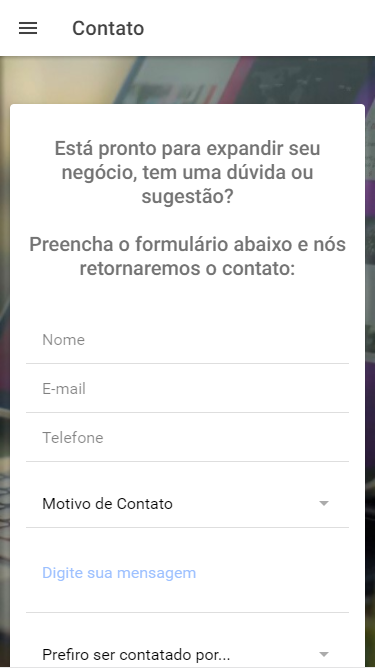 Contato
Está pronto para expandir seu
negócio, tem uma dúvida ou
sugestão?
Preencha o formulário abaixo e nós
retornaremos o contato:
Nome
E-mail
Telefone
Motivo de Contato
Digite sua mensagem
Prefiro ser contatado por...